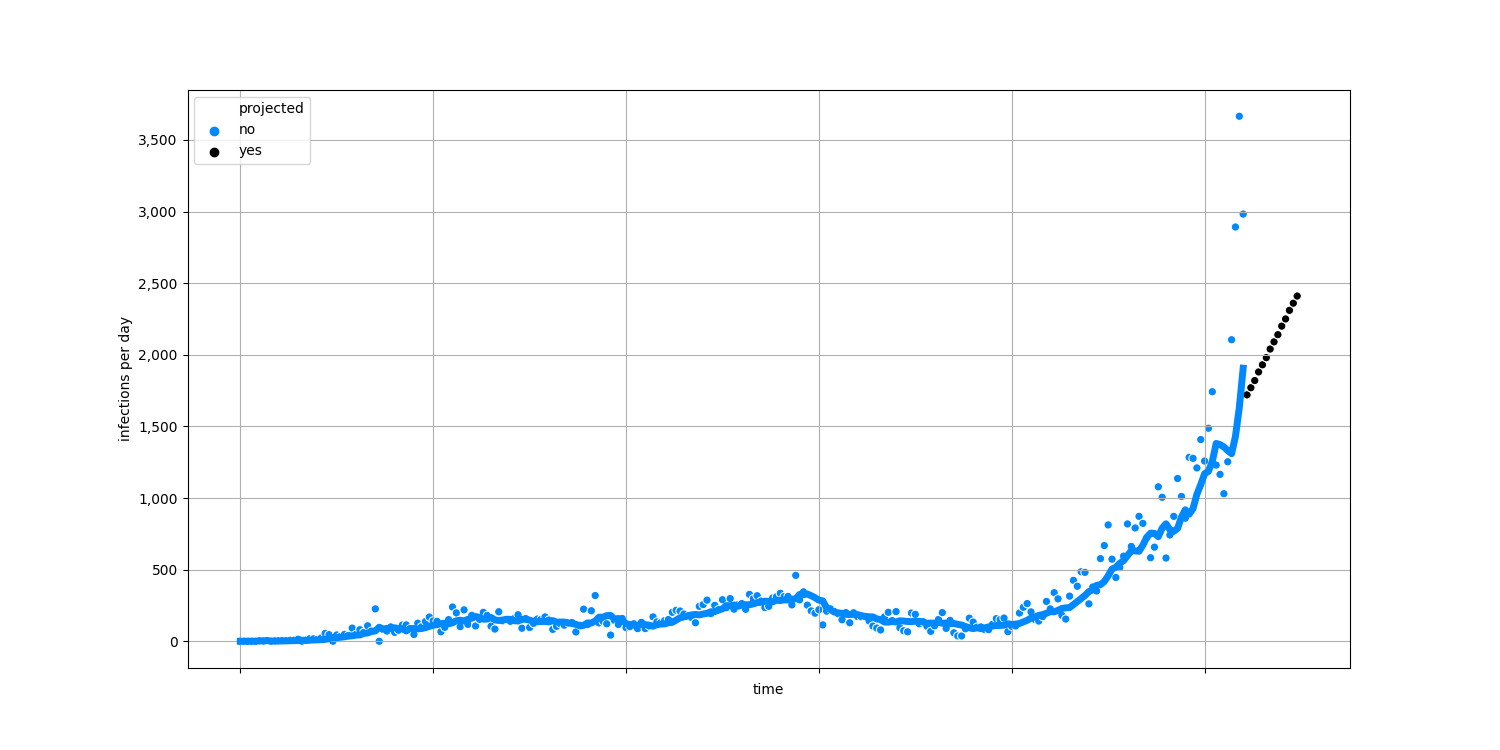 projected
no
yes
3,500
3,000
2,500
2,000
1,500
1,000
500
0
infections per day
time